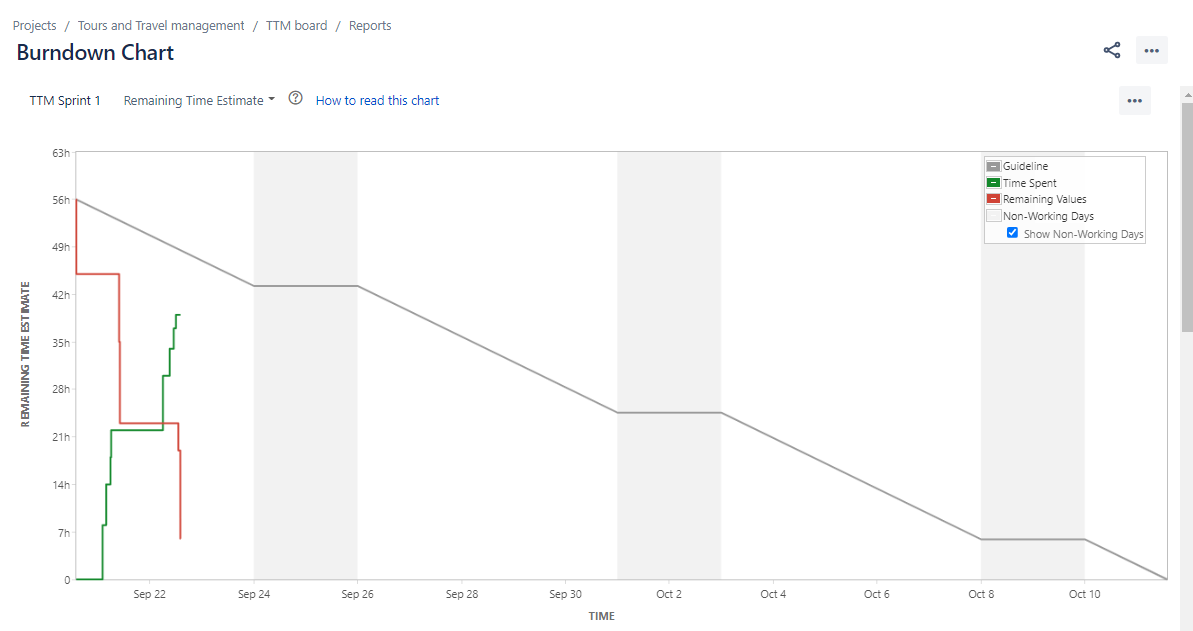 Projects / Tours and Travel management / TTM board / Reports
Burndown Chart
TTM Sprint 1 Remaining Time Estimate How to read this chart
63h
56h
49h
42h
35h
28h
21h
14h
7h
0
REMAINING TIME ESTIMATE
Guideline
Time Spent
Remaining Values
Non-Working Days
Show Non-Working Days
Sep 22 Sep 24 Sep 26 Sep 28 Sep 30 Oct 2 Oct 4 Oct 6 Oct 8 Oct 10
TIME